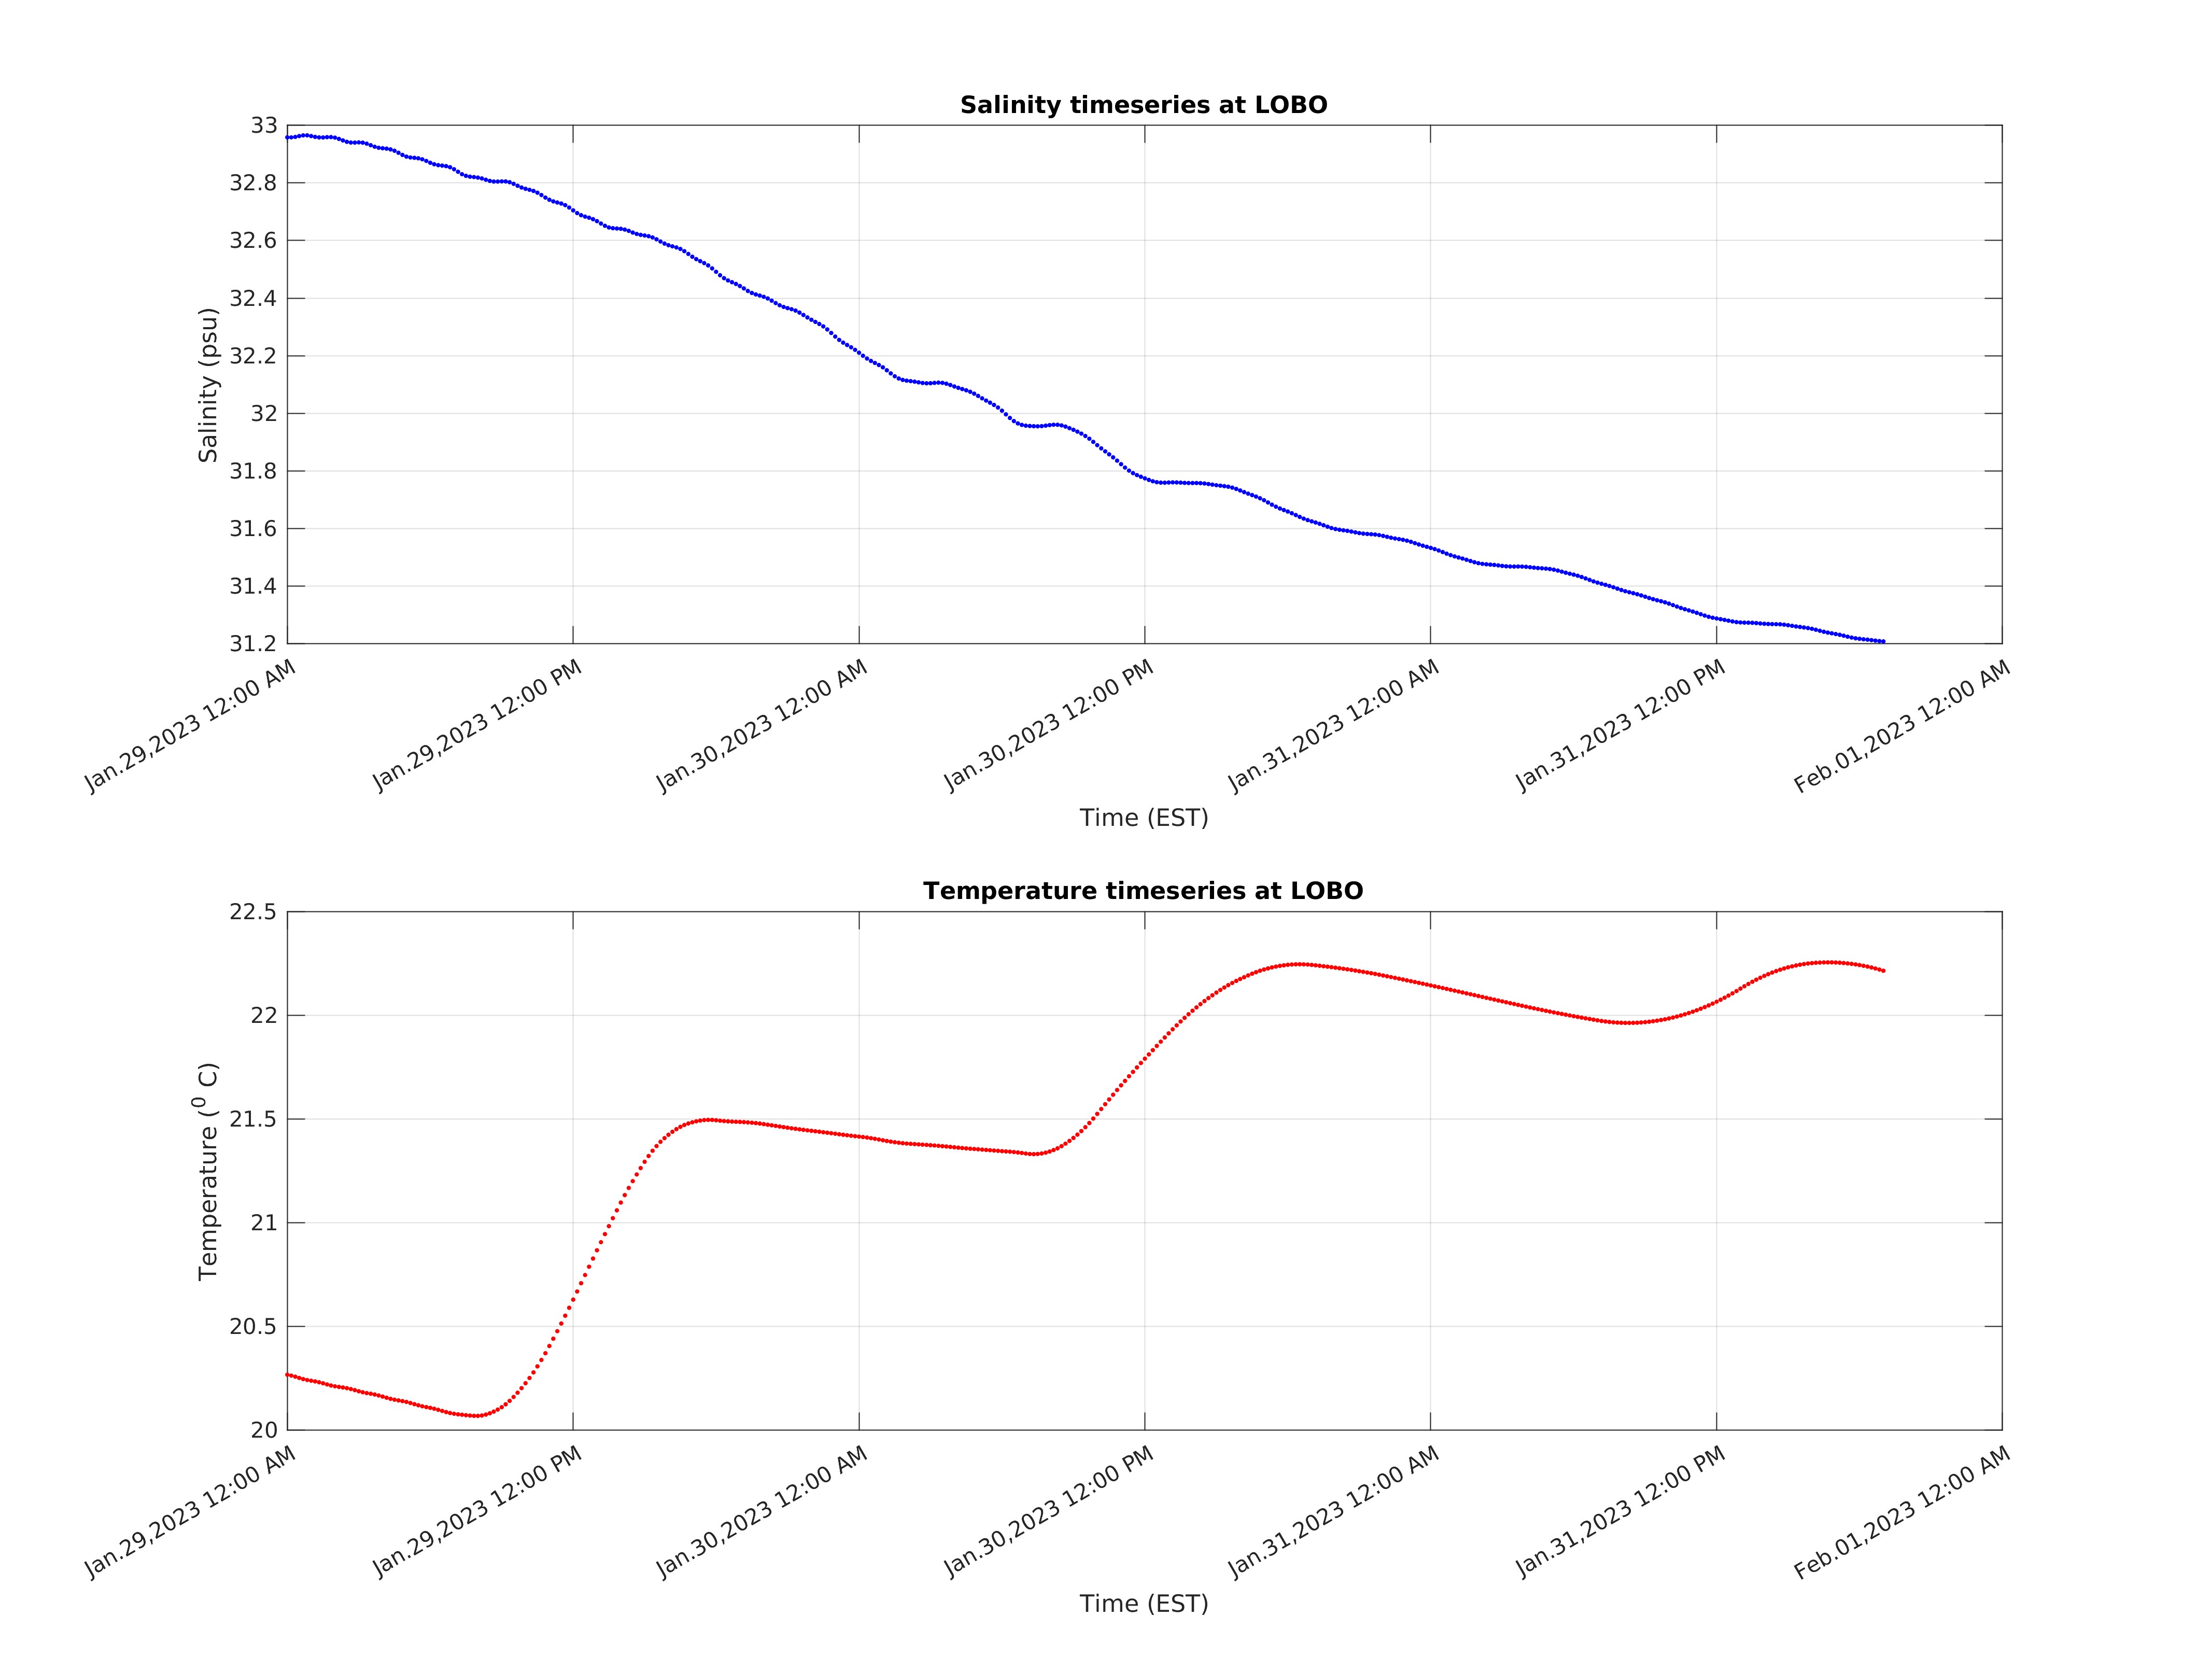 Salinity timeseries at LOBO
Salinity (psu)
33
32.8
32.6
32.4
32.2
32
31.8
31.6
31.4
31.2
Jan.29,2023 12:00 AM
Jan.29,2023 12:00 PM
Jan.30,2023 12:00 AM
Jan.30,2023 12:00 PM
Jan.31,2023 12:00 AM
Jan.31,2023 12:00 PM
Feb.01,2023 12:00 AM
Time (EST)
Temperature timeseries at LOBO
Temperature (⁰ C)
22.5
22
21.5
21
20.5
20
Jan.29,2023 12:00 AM
Jan.29,2023 12:00 PM
Jan.30,2023 12:00 AM
Jan.30,2023 12:00 PM
Jan.31,2023 12:00 AM
Jan.31,2023 12:00 PM
Feb.01,2023 12:00 AM
Time (EST)